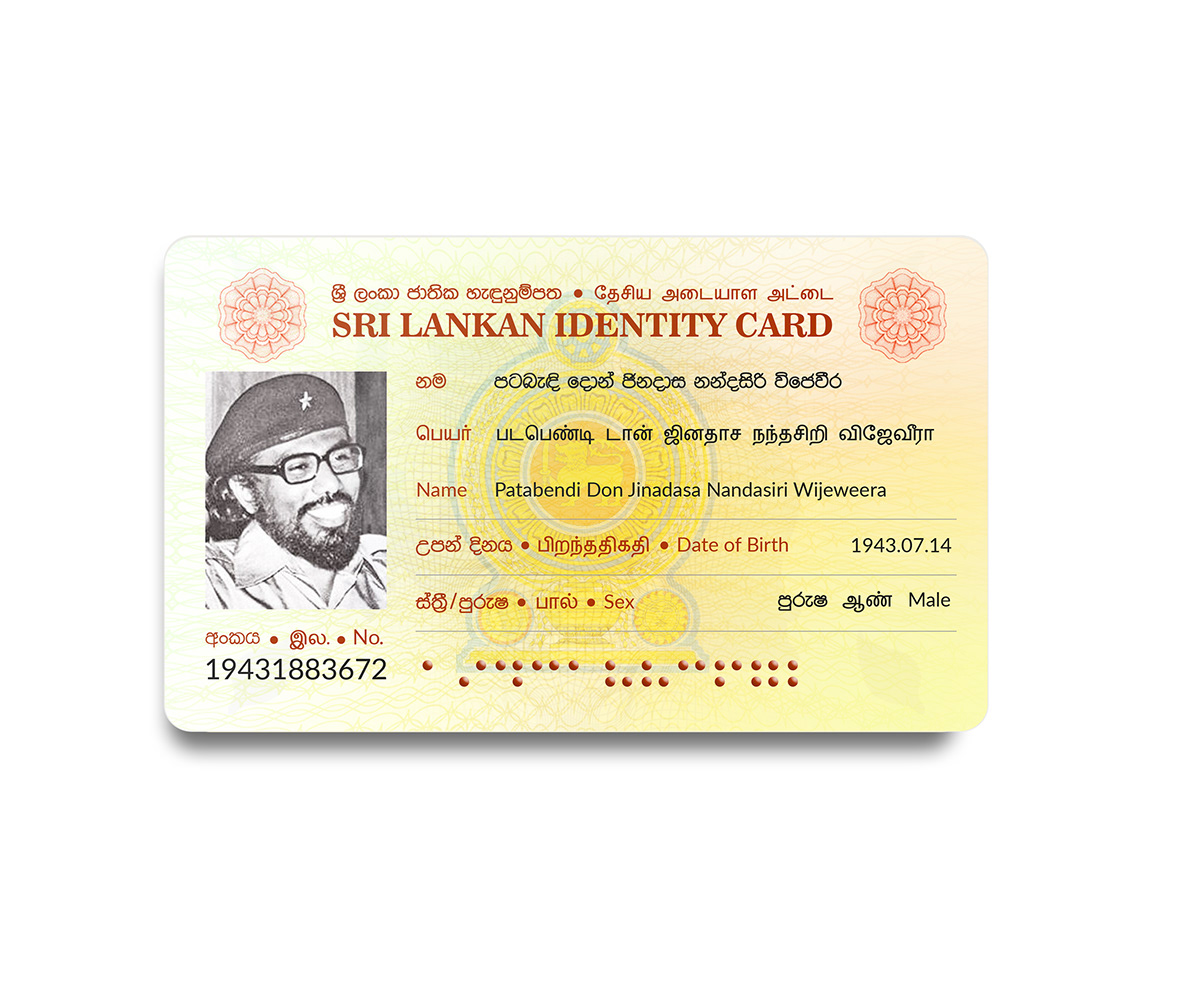 ශ්‍රී ලංකා ජාතික හැඳුනුම්පත • தேசிய அடையாள அட்டை
SRI LANKAN IDENTITY CARD
නම පටබැඳි දොන් ජිනදාස නන්දසිරි විජෙවීර
பெயர் படபெண்டி டான் ஜினதாச நந்தசிறி விஜேவீரா
Name Patabendi Don Jinadasa Nandasiri Wijeweera
උපන් දිනය • பிறந்ததிகதி • Date of Birth 1943.07.14
ස්ත්‍රී/පුරුෂ • பால் • Sex පුරුෂ ஆண் Male
අංකය • இல. • No.
19431883672